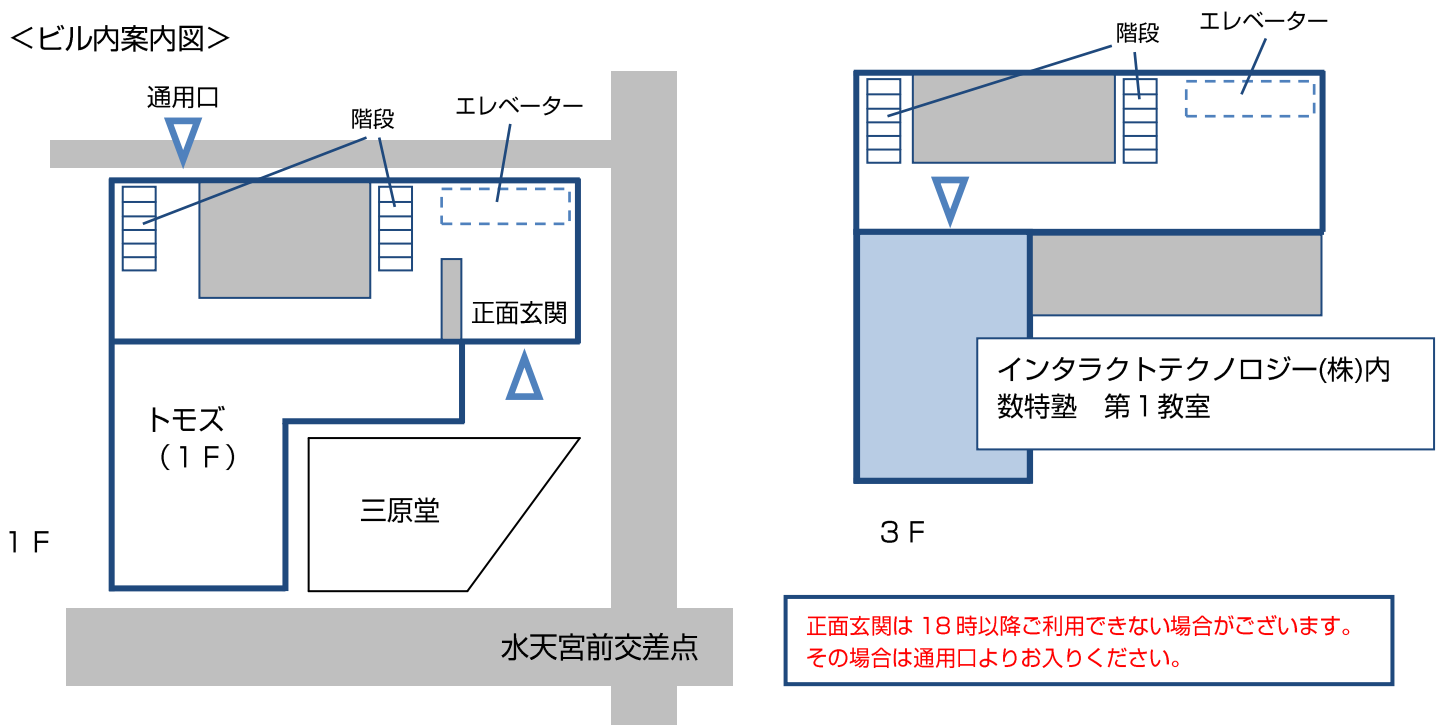 ＜ビル内案内図＞
通用口
階段
エレベーター
正面玄関
トモズ
（１Ｆ）
三原堂
１Ｆ
水天宮前交差点
階段
エレベーター
インタラクトテクノロジー(株)内
数特塾　第１教室
３Ｆ
正面玄関は 18 時以降ご利用できない場合がございます。
その場合は通用口よりお入りください。